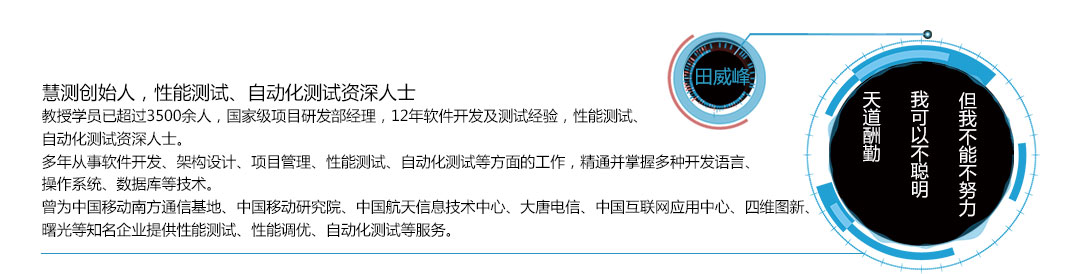 田威峰
慧测创始人，性能测试、自动化测试资深人士
教授学员已超过3500余人，国家级项目研发部经理，12年软件开发及测试经验，性能测试、
自动化测试资深人士。
多年从事软件开发、架构设计、项目管理、性能测试、自动化测试等方面的工作，精通并掌握多种开发语言、
操作系统、数据库等技术。
曾为中国移动南方通信基地、中国移动研究院、中国航天信息技术中心、大唐电信、中国互联网应用中心、四维图新、
曙光等知名企业提供性能测试、性能调优、自动化测试等服务。
天道酬勤
我可以不聪明
但我不能不努力